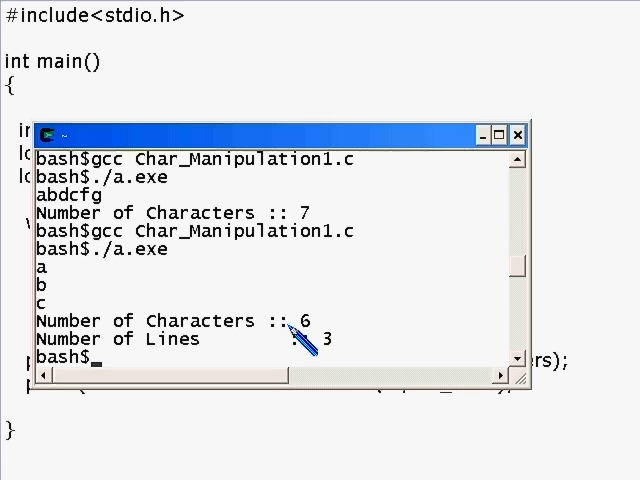 #include<stdio.h>
int main()
{
~
bash$gcc Char_Manipulation1.c
bash$./a.exe
abdcfg
Number of Characters :: 7
bash$gcc Char_Manipulation1.c
bash$./a.exe
a
b
c
Number of Characters :: 6
Number of Lines :: 3
bash$
ers);
}